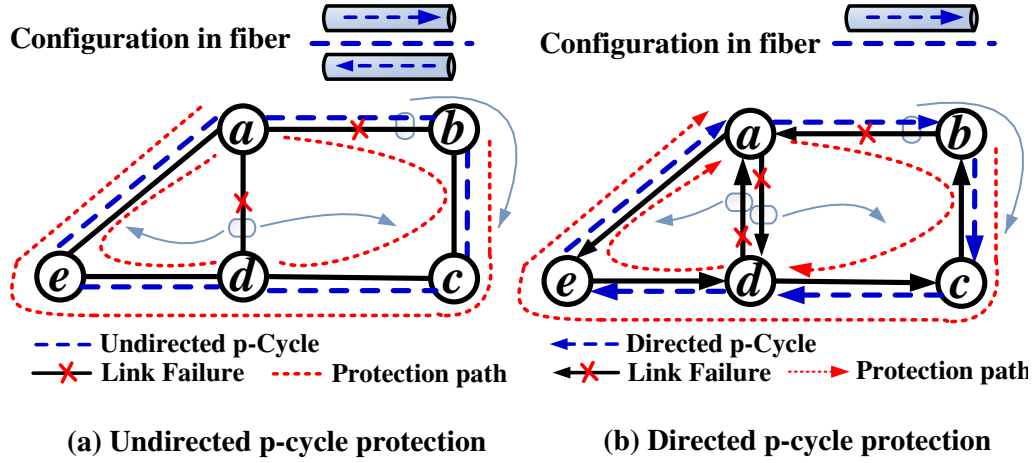 Configuration in fiber
a
b
e
d
c
Undirected p-Cycle
Link Failure
Protection path
(a) Undirected p-cycle protection
Configuration in fiber
a
b
e
d
c
Directed p-Cycle
Link Failure
Protection path
(b) Directed p-cycle protection